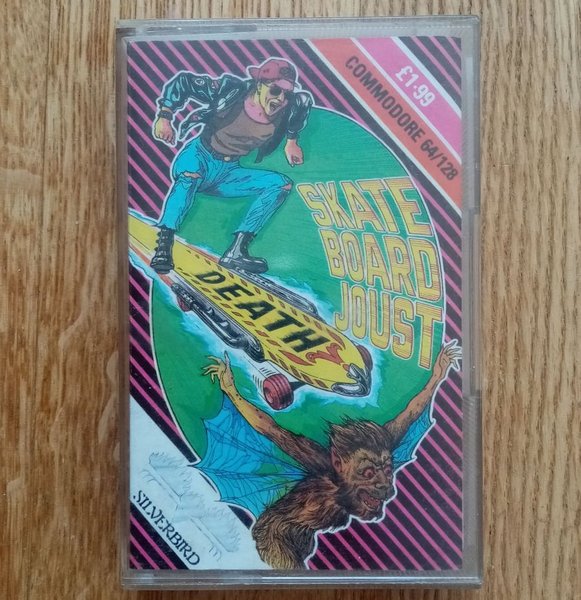 £1.99
COMMODORE 64/128
SKATE
BOARD
JOUST
DEATH
SILVERBIRD